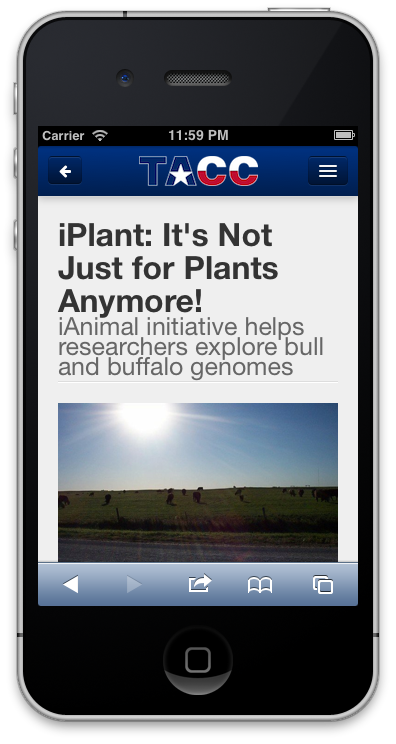 Carrier 11:59 PM
TACC
iPlant: It's Not
Just for Plants
Anymore!
iAnimal initiative helps
researchers explore bull
and buffalo genomes